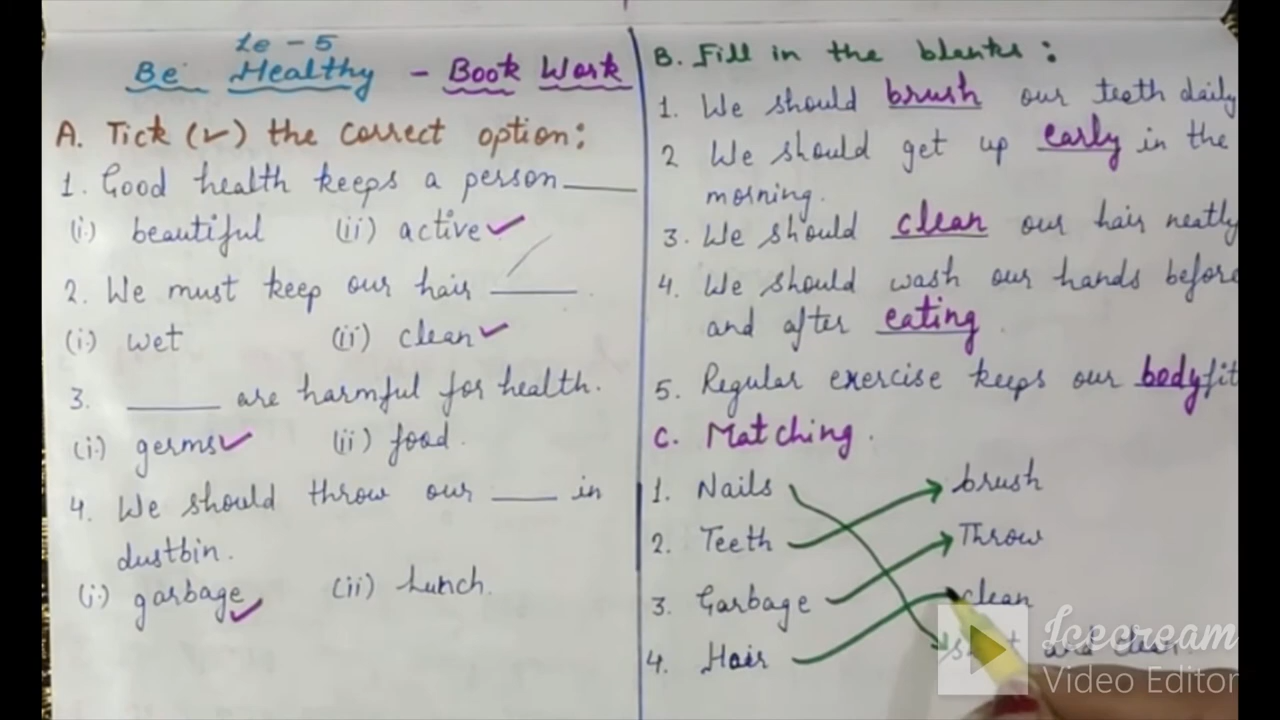 Le - 5
Be Healthy - Book Work
A. Tick (✓) the correct option:
1. Good health keeps a person ____
(i.) beautiful (ii) active ✓
2. We must keep our hair ____.
(i.) wet (ii) clean ✓
3. ____ are harmful for health.
(i.) germs ✓ (ii) food.
4. We should throw our ____ in
dustbin.
(i.) garbage ✓ (ii) Lunch.
B. Fill in the blanks:
1. We should brush our teeth daily
2 We should get up early in the
morning.
3. We should clean our hair neatly
4. We should wash our hands before
and after eating.
5. Regular exercise keeps our body fit
C. Matching.
1. Nails brush
2. Teeth Throw
3. Garbage clean
4. Hair and clean.
Icecream
Video Editor